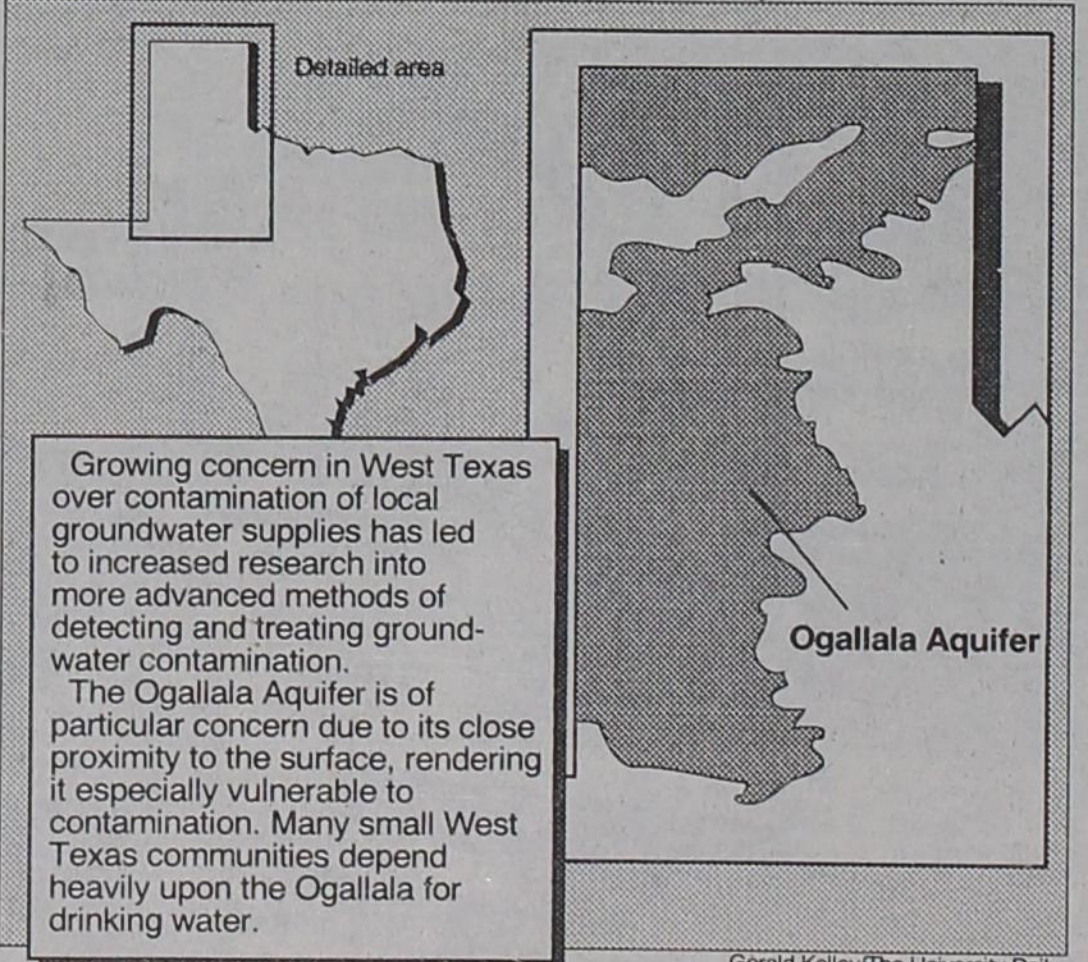 Detailed area
Growing concern in West Texas
over contamination of local
groundwater supplies has led
to increased research into
more advanced methods of
detecting and treating ground-
water contamination.
The Ogallala Aquifer is of
particular concern due to its close
proximity to the surface, rendering
it especially vulnerable to
contamination. Many small West
Texas communities depend
heavily upon the Ogallala for
drinking water.
Ogallala Aquifer
The University